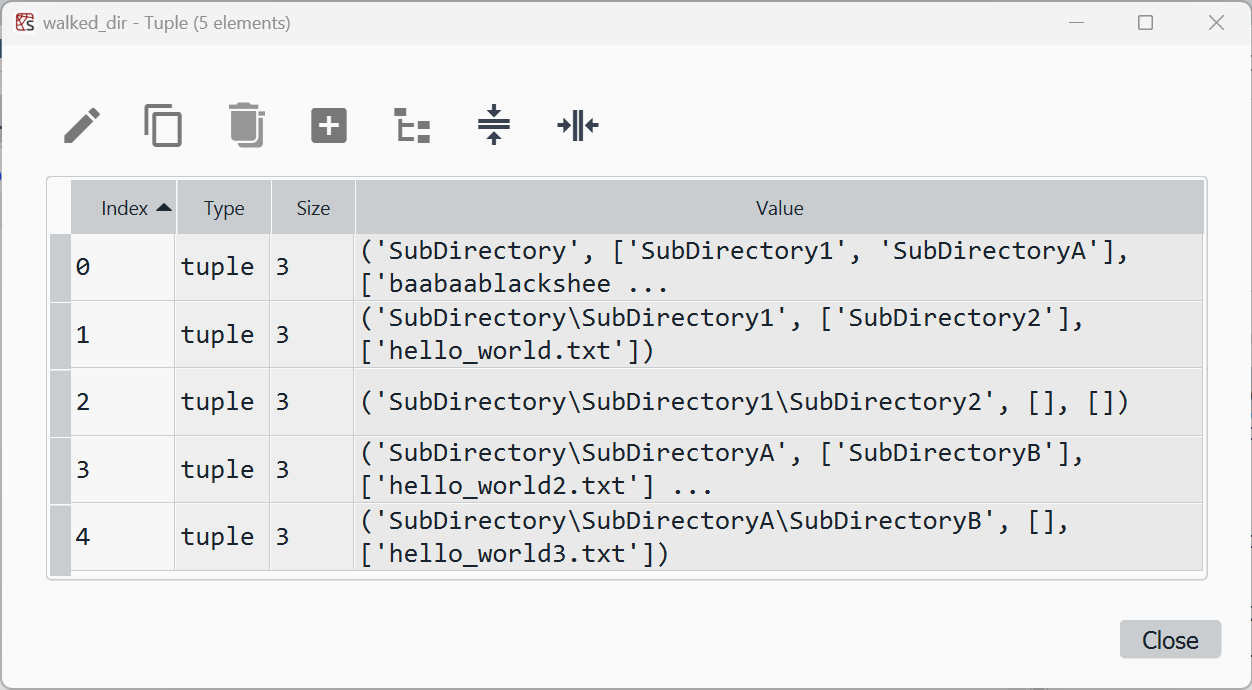 walked_dir - Tuple (5 elements)
Index Type Size Value
0 tuple 3 ('SubDirectory', ['SubDirectory1', 'SubDirectoryA'],
['baabaablackshee ...
1 tuple 3 ('SubDirectory\SubDirectory1', ['SubDirectory2'],
['hello_world.txt'])
2 tuple 3 ('SubDirectory\SubDirectory1\SubDirectory2', [], [])
3 tuple 3 ('SubDirectory\SubDirectoryA', ['SubDirectoryB'],
['hello_world2.txt'] ...
4 tuple 3 ('SubDirectory\SubDirectoryA\SubDirectoryB', [],
['hello_world3.txt'])
Close